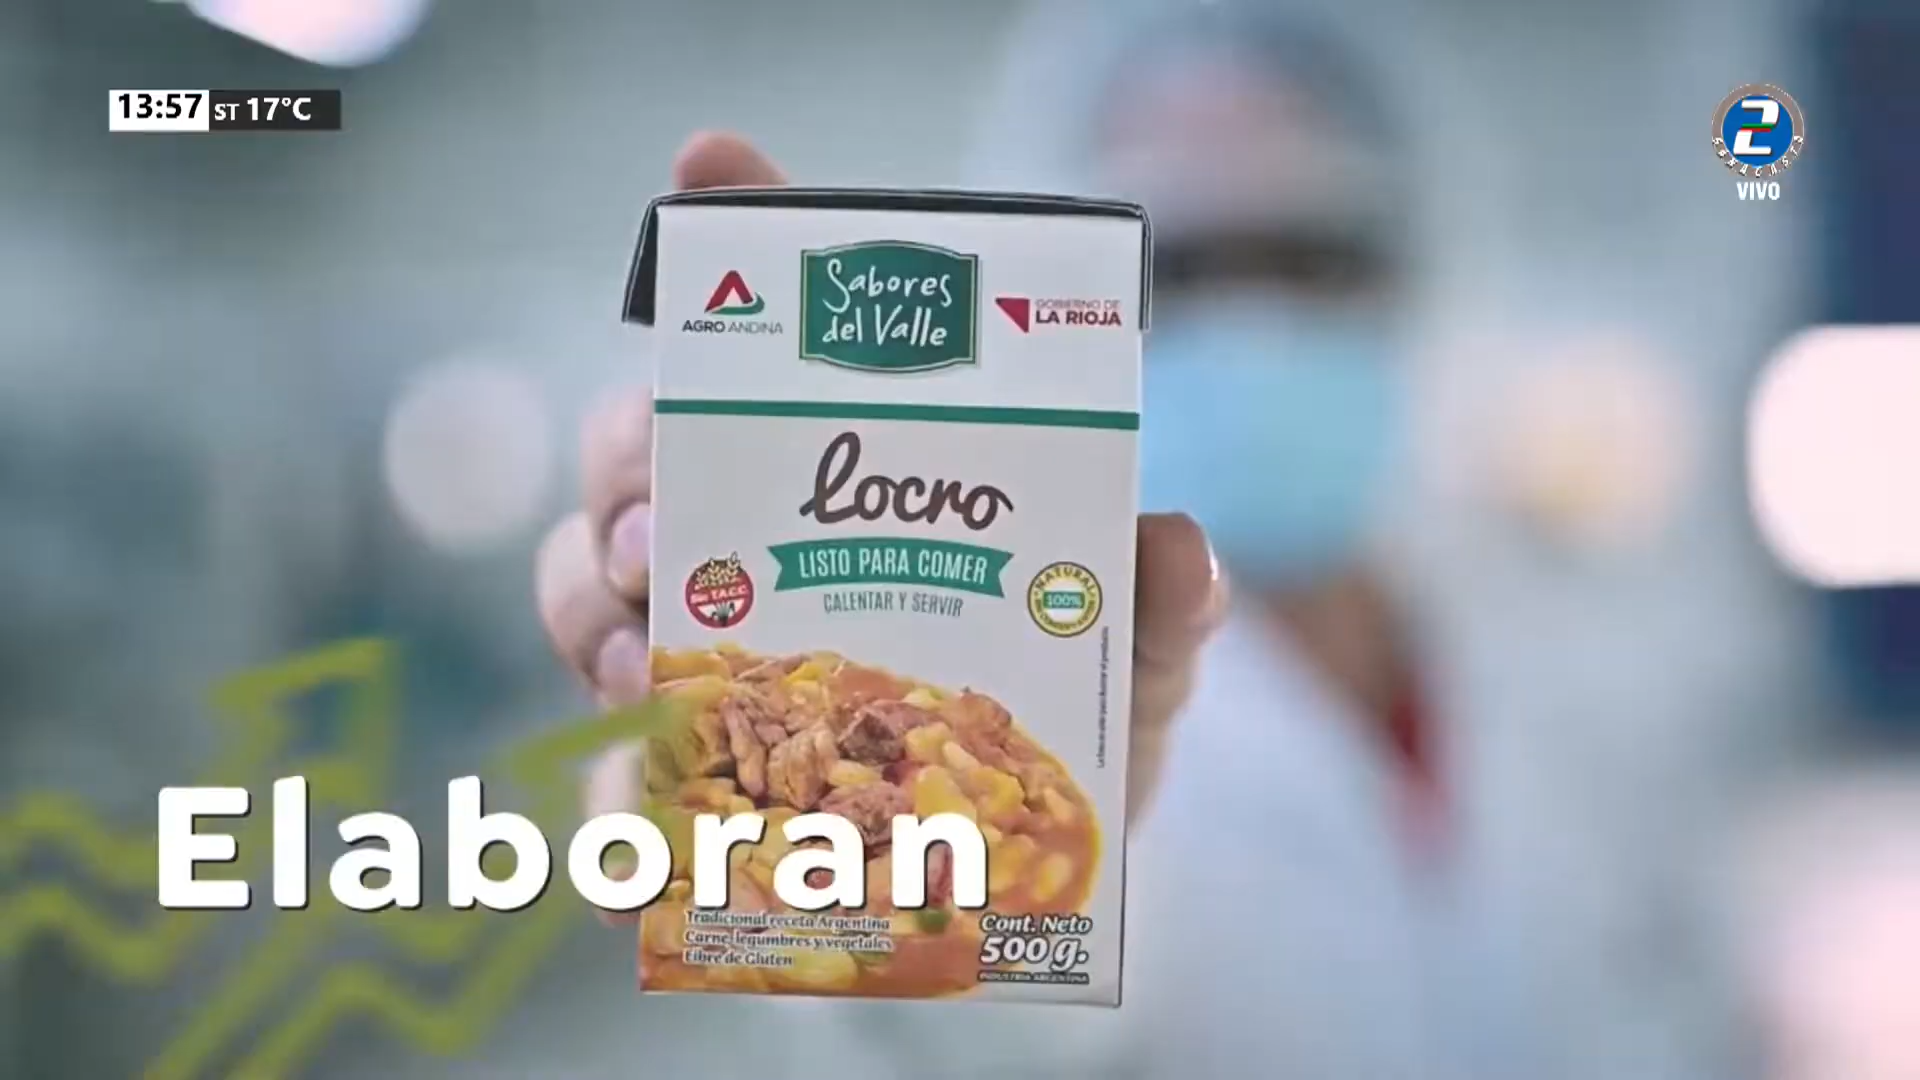 13:57 ST 17°C
2
VIVO
AGRO ANDINA
Sabores
del Valle
GOBIERNO DE
LA RIOJA
locro
LISTO PARA COMER
CALENTAR Y SERVIR
Sin T.A.C.C.
NATURAL
100%
Elaboran
Tradicional receta Argentina
Carne, legumbres y vegetales
Libre de Gluten
Cont. Neto
500 g.
INDUSTRIA ARGENTINA